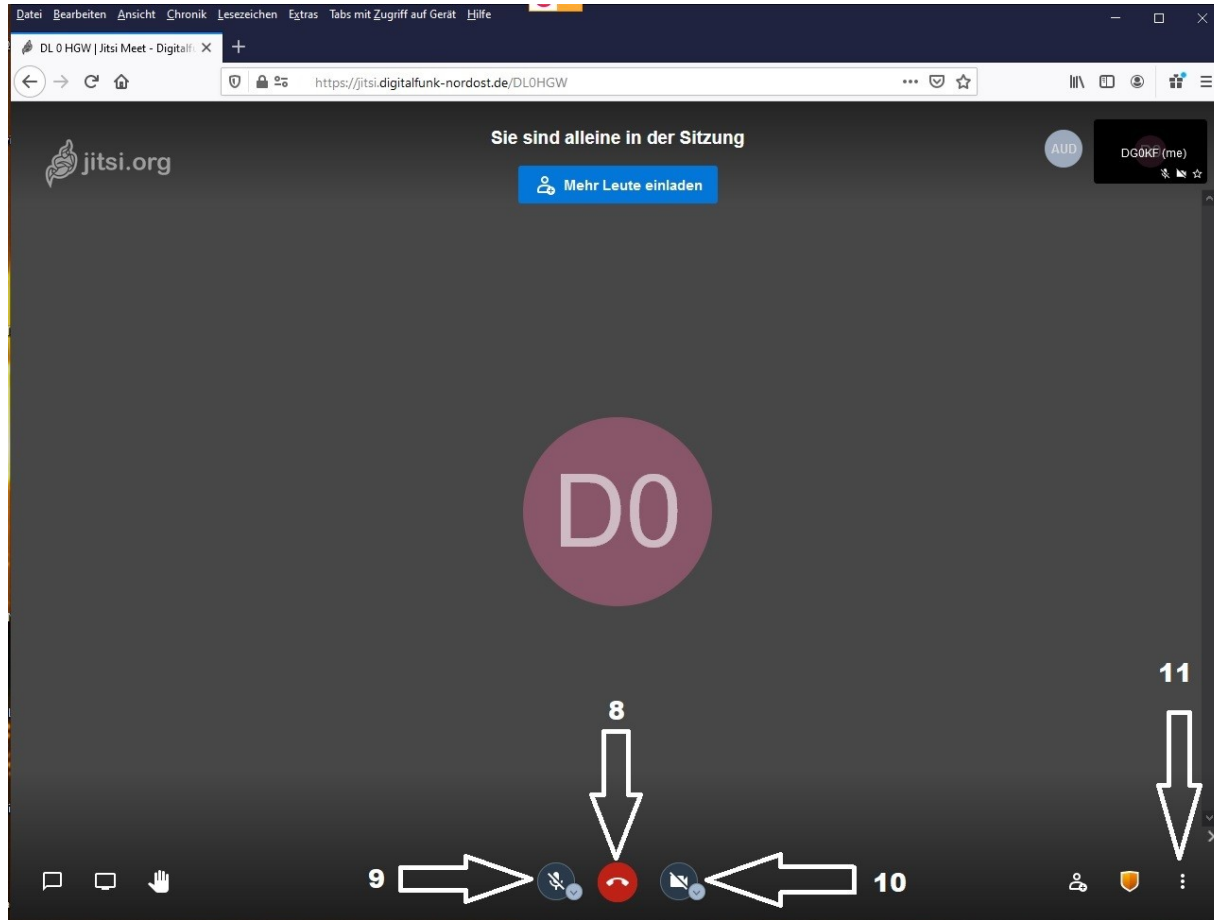 Datei Bearbeiten Ansicht Chronik Lesezeichen Extras Tabs mit Zugriff auf Gerät Hilfe
DL 0 HGW | Jitsi Meet - Digitalf
https://jitsi.digitalfunk-nordost.de/DL0HGW
jitsi.org
Sie sind alleine in der Sitzung
Mehr Leute einladen
AUD
DG0KF (me)
D0
11
8
9
10